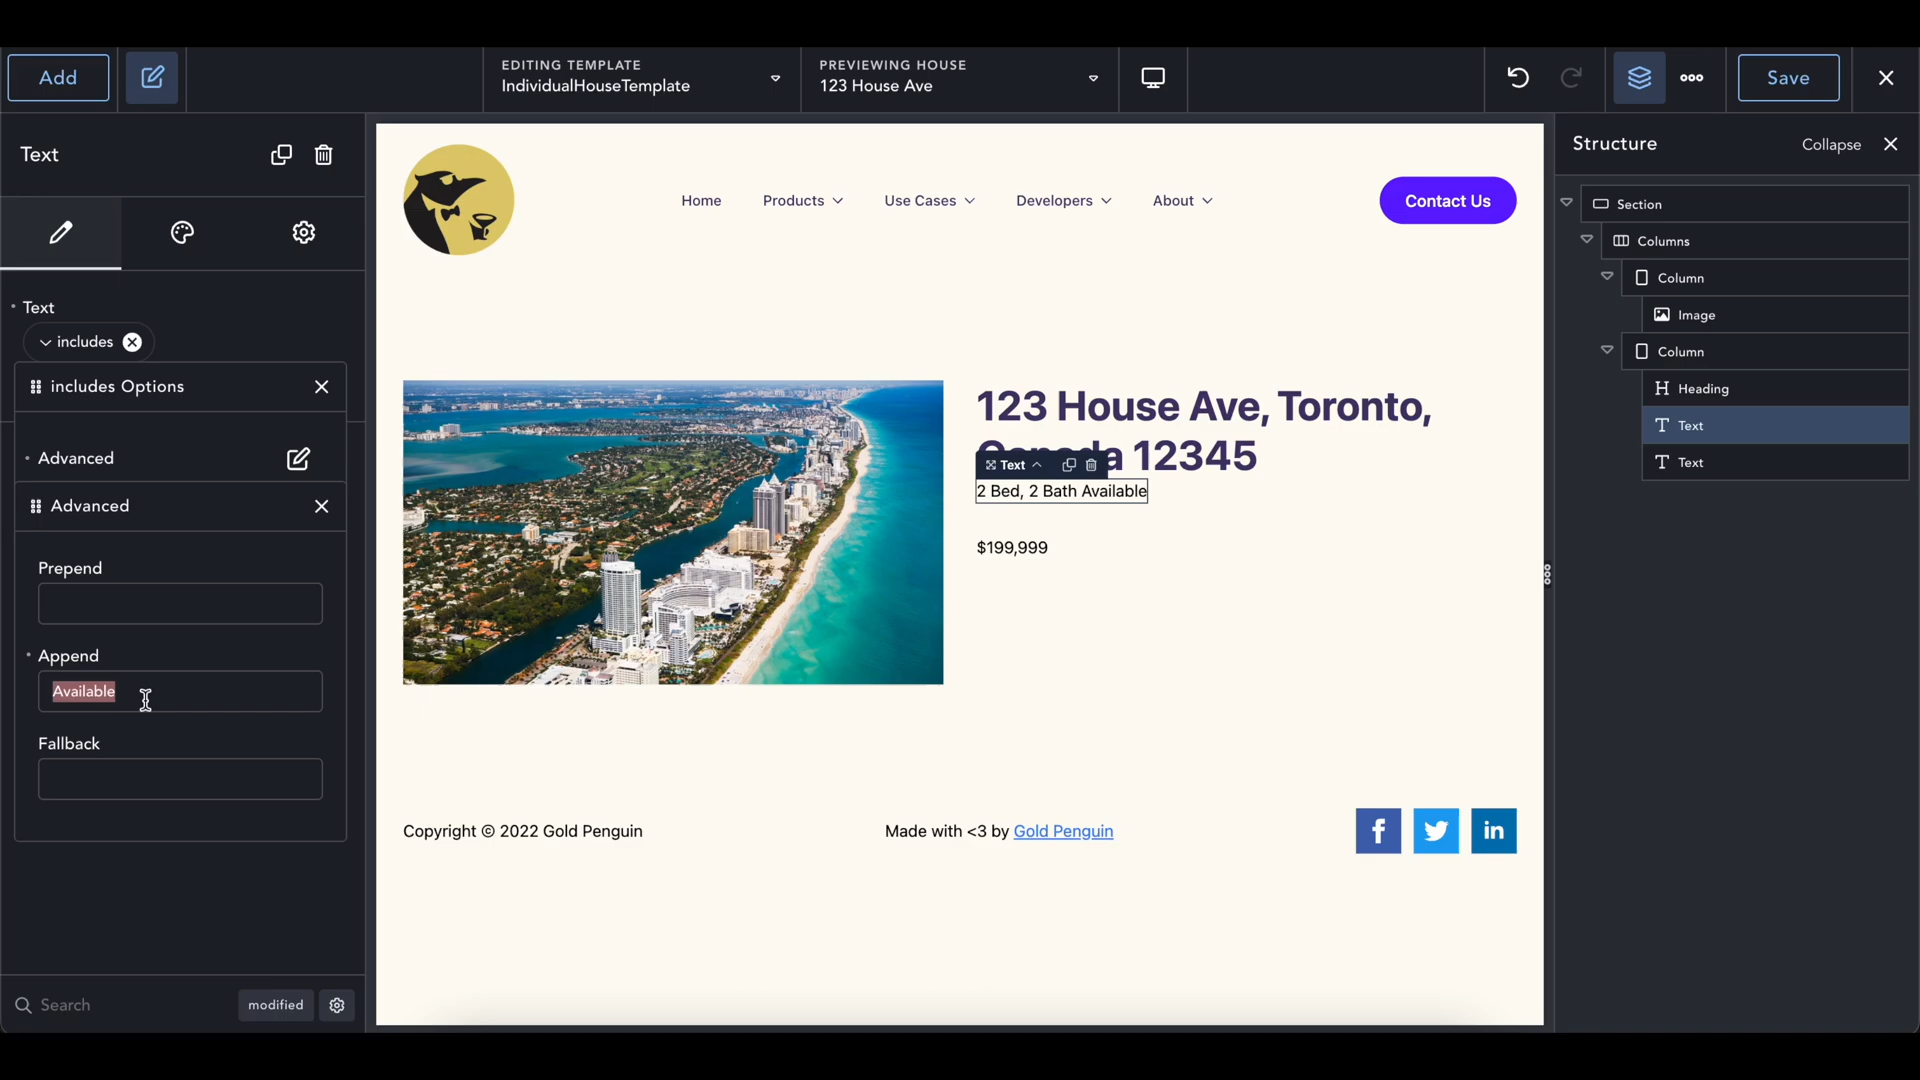 Add
EDITING TEMPLATE
IndividualHouseTemplate
PREVIEWING HOUSE
123 House Ave
Save
Text
Text
includes
includes Options
Advanced
Advanced
Prepend
Append
Available
Fallback
Search
modified
Home
Products
Use Cases
Developers
About
Contact Us
123 House Ave, Toronto,
Canada 12345
Text
2 Bed, 2 Bath Available
$199,999
Copyright © 2022 Gold Penguin
Made with <3 by Gold Penguin
f
in
Structure
Collapse
Section
Columns
Column
Image
Column
H Heading
T Text
T Text